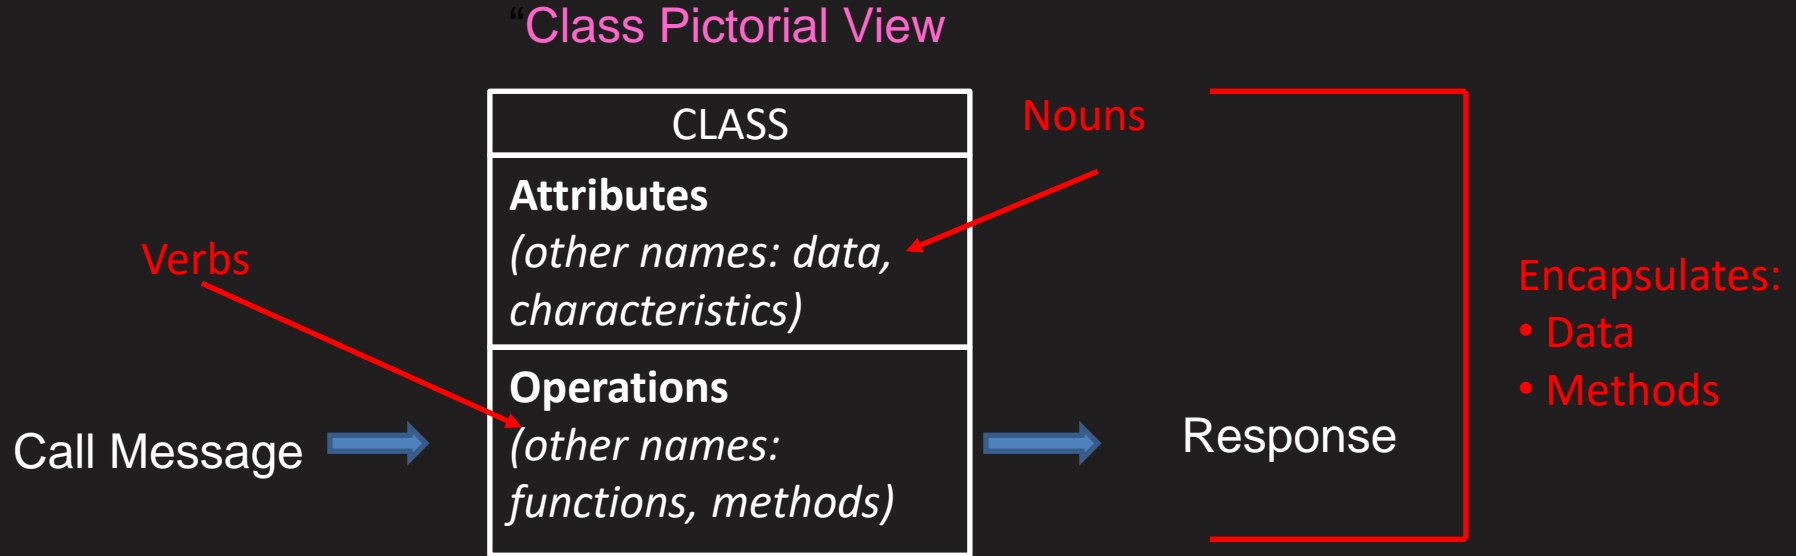 “Class Pictorial View
CLASS
Nouns
Attributes
(other names: data,
characteristics)
Verbs
Encapsulates:
• Data
• Methods
Operations
(other names:
functions, methods)
Call Message
Response